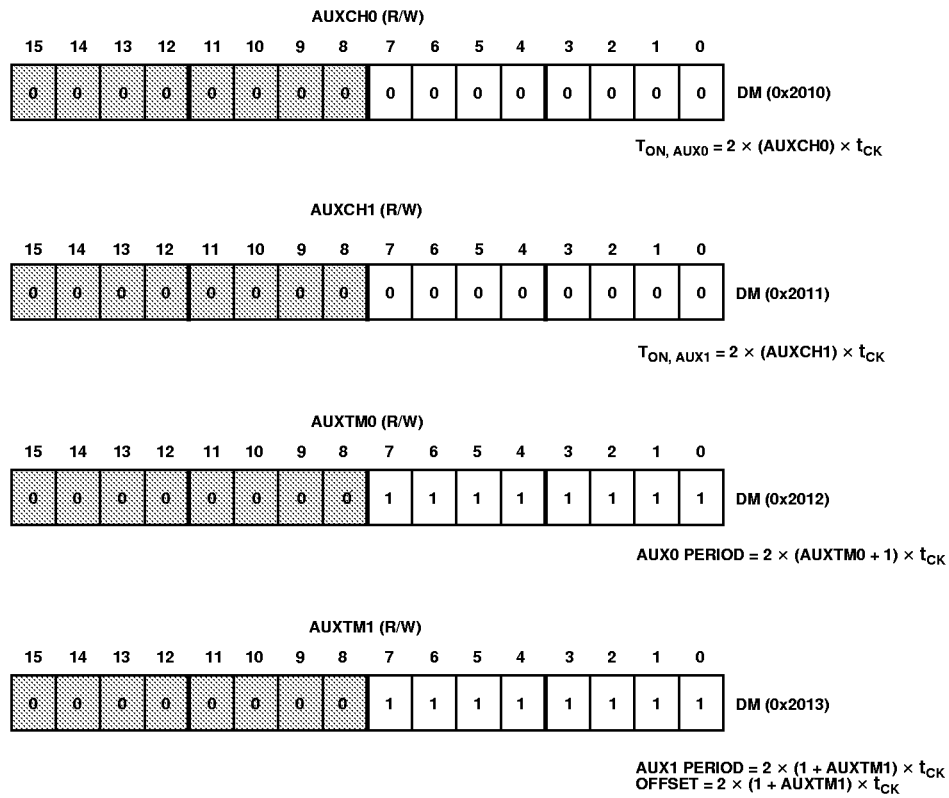 AUXCH0 (R/W)
15 14 13 12 11 10 9 8 7 6 5 4 3 2 1 0
0 0 0 0 0 0 0 0 0 0 0 0 0 0 0 0 DM (0x2010)
TON, AUX0 = 2 × (AUXCH0) × tCK
AUXCH1 (R/W)
15 14 13 12 11 10 9 8 7 6 5 4 3 2 1 0
0 0 0 0 0 0 0 0 0 0 0 0 0 0 0 0 DM (0x2011)
TON, AUX1 = 2 × (AUXCH1) × tCK
AUXTM0 (R/W)
15 14 13 12 11 10 9 8 7 6 5 4 3 2 1 0
0 0 0 0 0 0 0 0 1 1 1 1 1 1 1 1 DM (0x2012)
AUX0 PERIOD = 2 × (AUXTM0 + 1) × tCK
AUXTM1 (R/W)
15 14 13 12 11 10 9 8 7 6 5 4 3 2 1 0
0 0 0 0 0 0 0 0 1 1 1 1 1 1 1 1 DM (0x2013)
AUX1 PERIOD = 2 × (1 + AUXTM1) × tCK
OFFSET = 2 × (1 + AUXTM1) × tCK